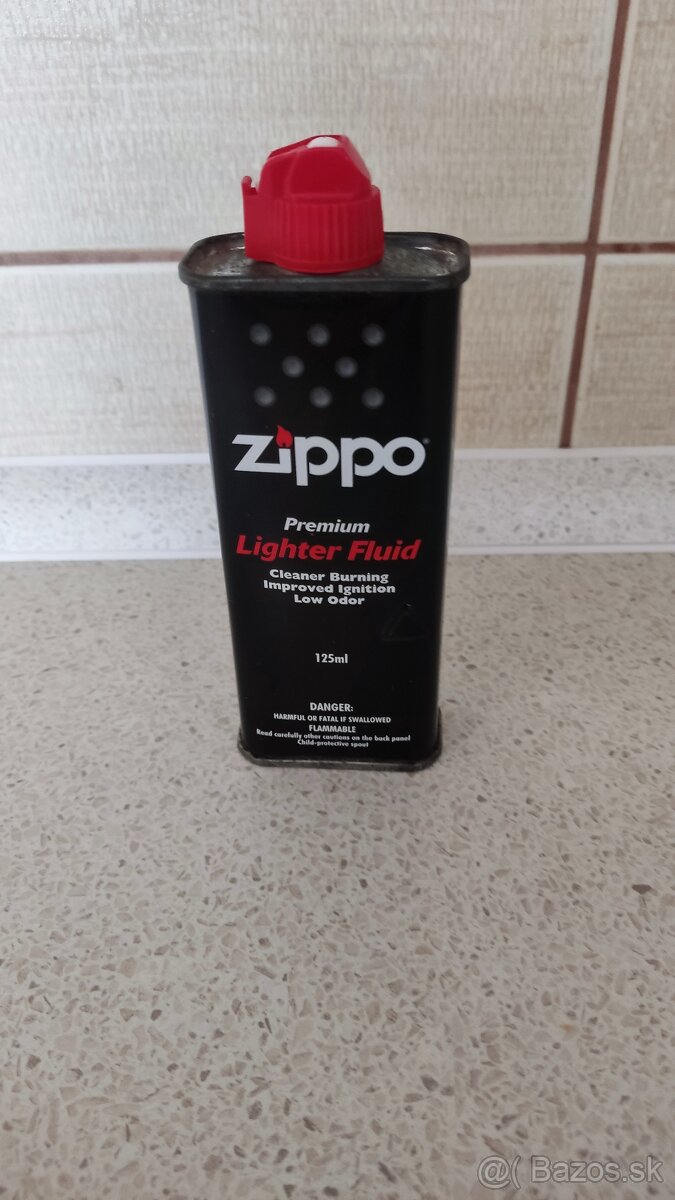 zippo®
Premium
Lighter Fluid
Cleaner Burning
Improved Ignition
Low Odor
125ml
DANGER:
HARMFUL OR FATAL IF SWALLOWED
FLAMMABLE
Read carefully other cautions on the back panel
Child-protective spout
@( Bazos.sk